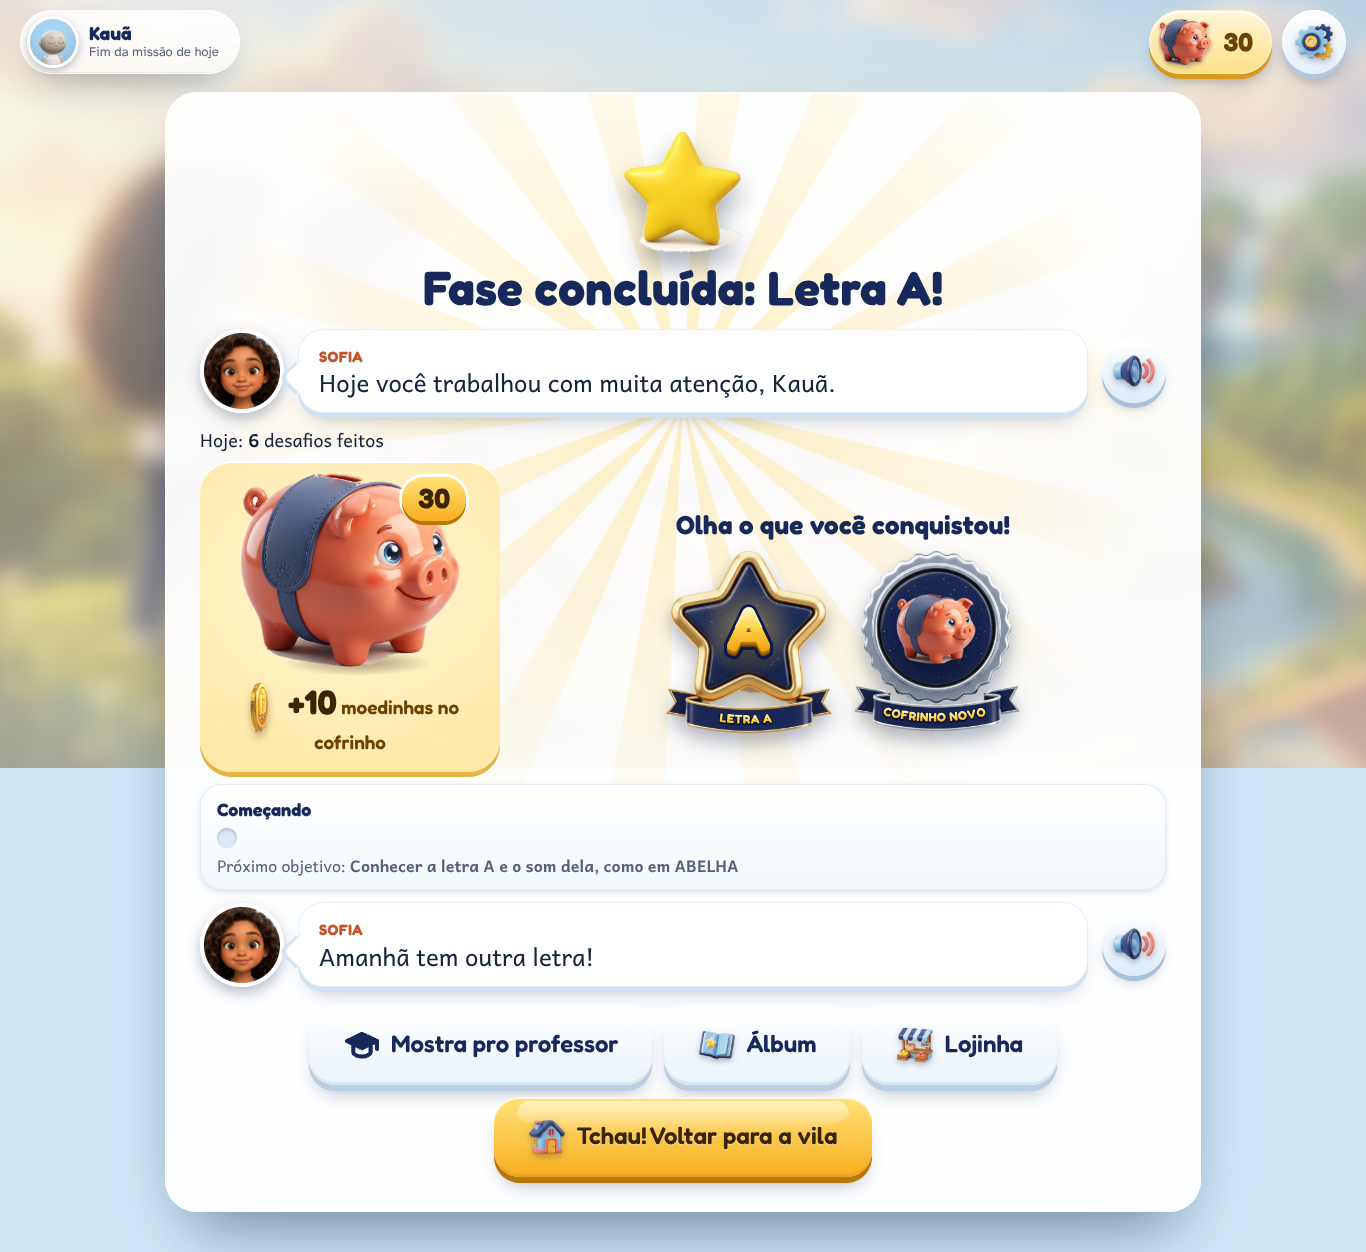 Kauã
Fim da missão de hoje
30
Fase concluída: Letra A!
SOFIA
Hoje você trabalhou com muita atenção, Kauã.
Hoje: 6 desafios feitos
30
+10 moedinhas no
cofrinho
Olha o que você conquistou!
A
LETRA A
COFRINHO NOVO
Começando
Próximo objetivo: Conhecer a letra A e o som dela, como em ABELHA
SOFIA
Amanhã tem outra letra!
Mostra pro professor
Álbum
Lojinha
Tchau! Voltar para a vila